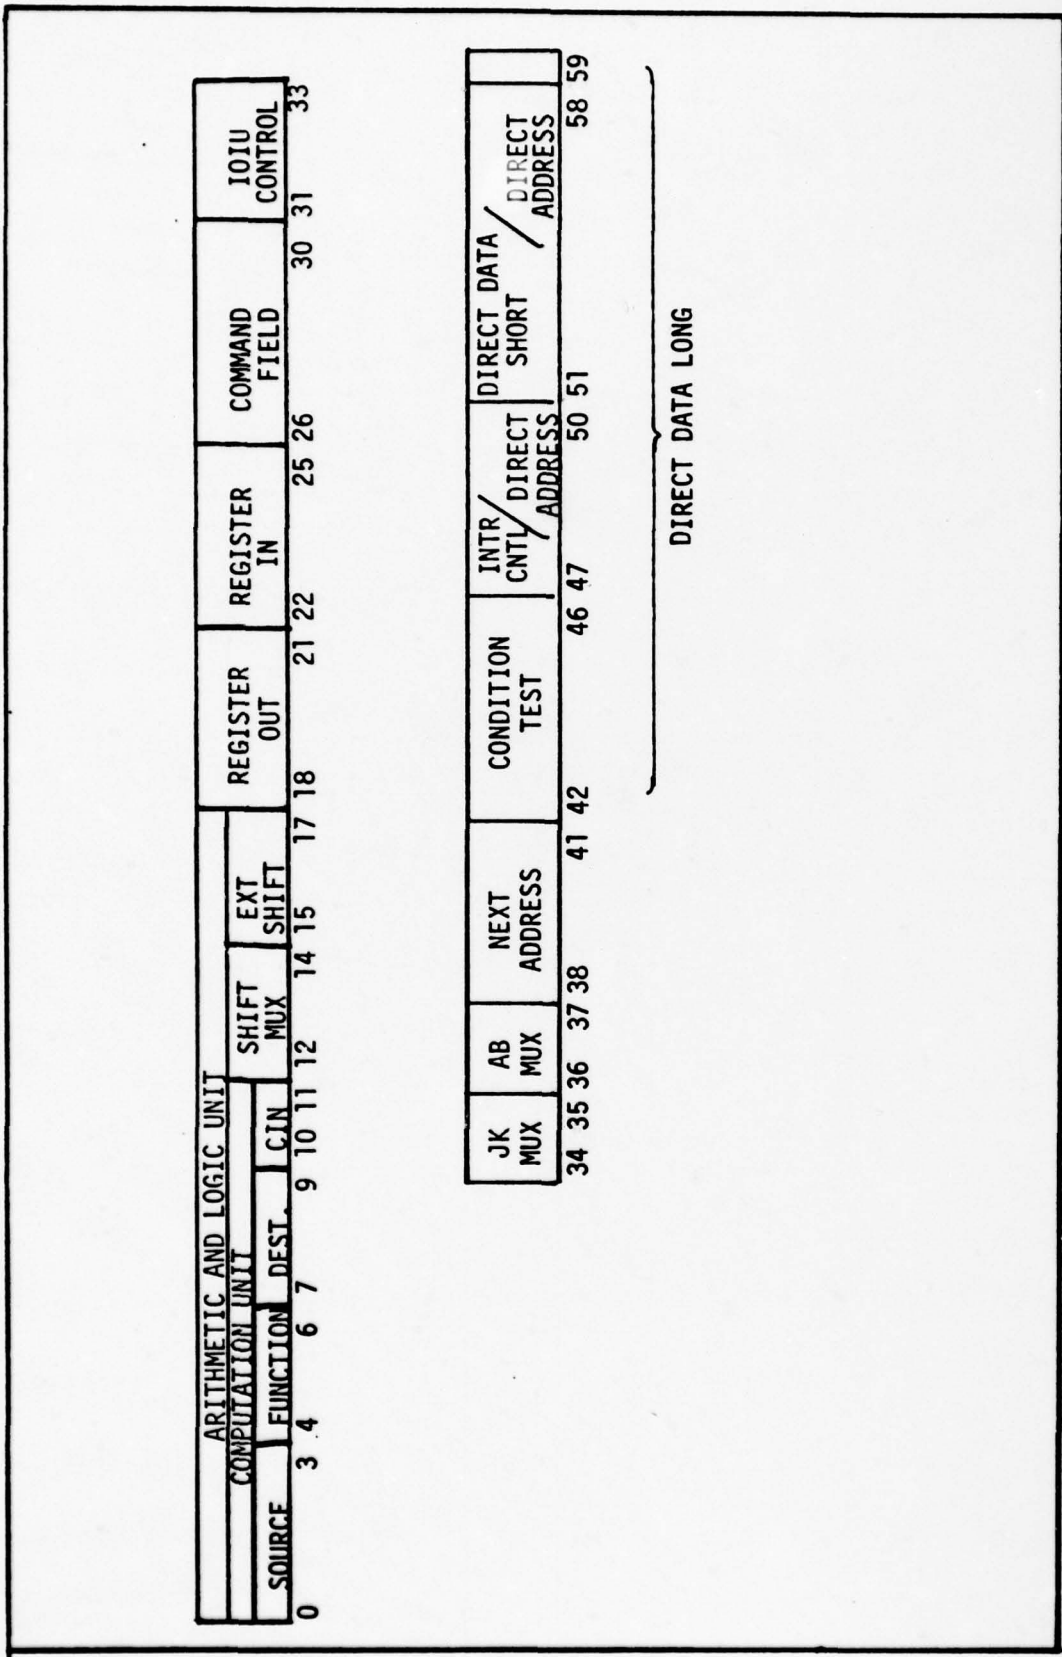 ARITHMETIC AND LOGIC UNIT
COMPUTATION UNIT
SOURCE FUNCTION DEST. CIN
SHIFT MUX
EXT SHIFT
REGISTER OUT
REGISTER IN
COMMAND FIELD
IOIU CONTROL
0 3 4 6 7 9 10 11 12 14 15 17 18 21 22 25 26 30 31 33
JK MUX
AB MUX
NEXT ADDRESS
CONDITION TEST
INTR CNTL / DIRECT ADDRESS
DIRECT DATA SHORT / DIRECT ADDRESS
34 35 36 37 38 41 42 46 47 50 51 58 59
DIRECT DATA LONG